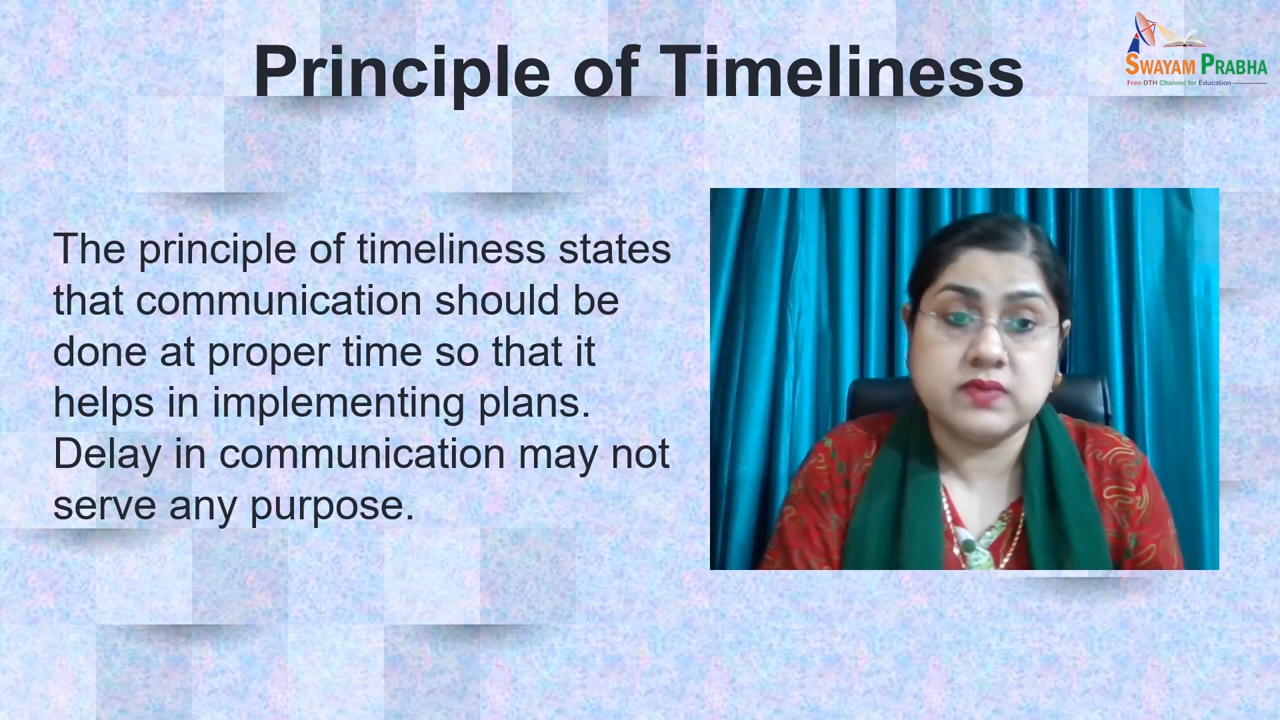 Principle of Timeliness
SWAYAM PRABHA
Free DTH Channel for Education
The principle of timeliness states
that communication should be
done at proper time so that it
helps in implementing plans.
Delay in communication may not
serve any purpose.